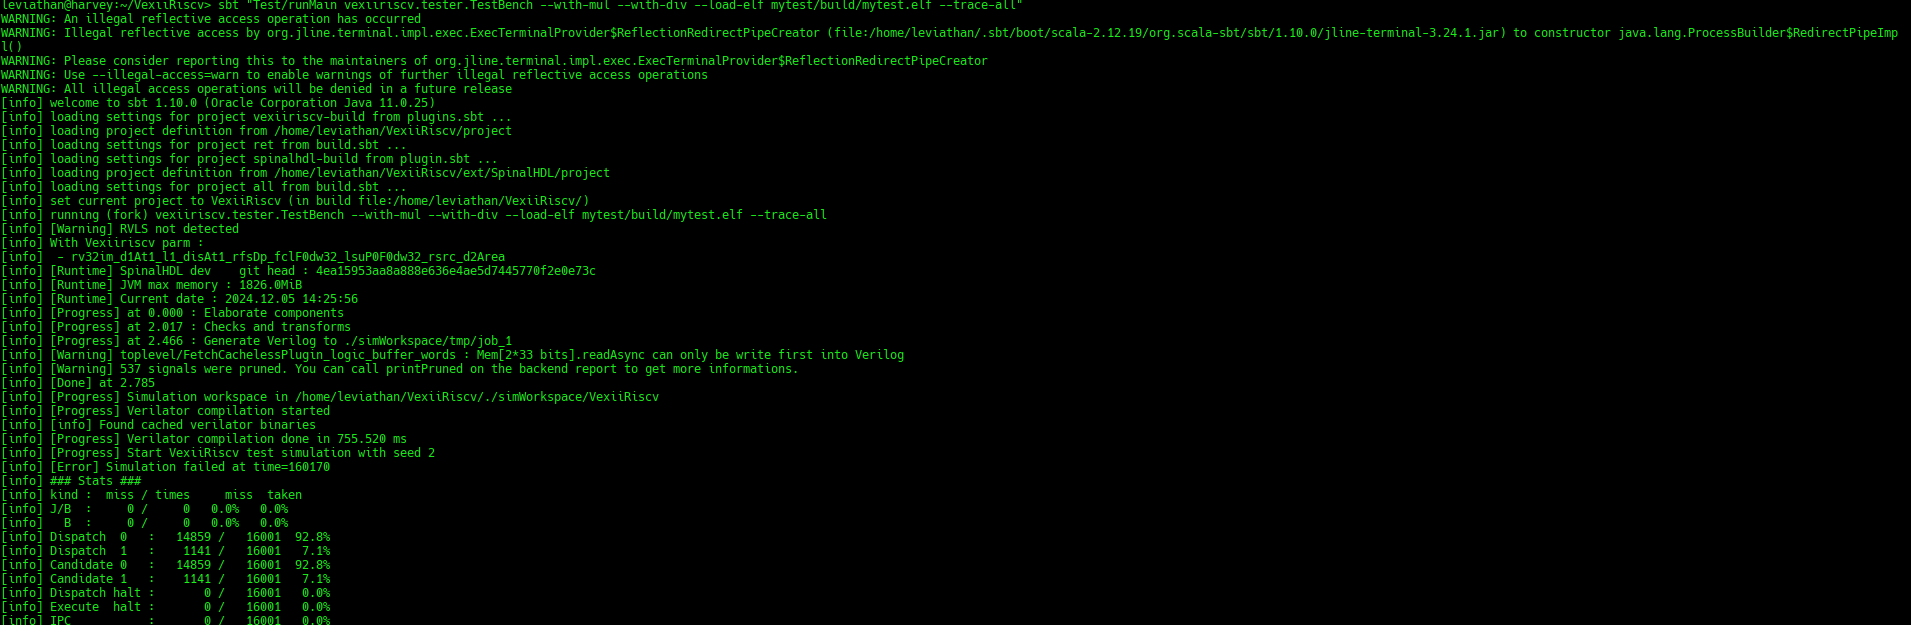 leviathan@harvey:~/VexiiRiscv> sbt "Test/runMain vexiiriscv.tester.TestBench --with-mul --with-div --load-elf mytest/build/mytest.elf --trace-all"
WARNING: An illegal reflective access operation has occurred
WARNING: Illegal reflective access by org.jline.terminal.impl.exec.ExecTerminalProvider$ReflectionRedirectPipeCreator (file:/home/leviathan/.sbt/boot/scala-2.12.19/org.scala-sbt/sbt/1.10.0/jline-terminal-3.24.1.jar) to constructor java.lang.ProcessBuilder$RedirectPipeImp
l()
WARNING: Please consider reporting this to the maintainers of org.jline.terminal.impl.exec.ExecTerminalProvider$ReflectionRedirectPipeCreator
WARNING: Use --illegal-access=warn to enable warnings of further illegal reflective access operations
WARNING: All illegal access operations will be denied in a future release
[info] welcome to sbt 1.10.0 (Oracle Corporation Java 11.0.25)
[info] loading settings for project vexiiriscv-build from plugins.sbt ...
[info] loading project definition from /home/leviathan/VexiiRiscv/project
[info] loading settings for project ret from build.sbt ...
[info] loading settings for project spinalhdl-build from plugin.sbt ...
[info] loading project definition from /home/leviathan/VexiiRiscv/ext/SpinalHDL/project
[info] loading settings for project all from build.sbt ...
[info] set current project to VexiiRiscv (in build file:/home/leviathan/VexiiRiscv/)
[info] running (fork) vexiiriscv.tester.TestBench --with-mul --with-div --load-elf mytest/build/mytest.elf --trace-all
[info] [Warning] RVLS not detected
[info] With Vexiiriscv parm :
[info]  - rv32im_d1At1_l1_disAt1_rfsDp_fclF0dw32_lsuP0F0dw32_rsrc_d2Area
[info] [Runtime] SpinalHDL dev    git head : 4ea15953aa8a888e636e4ae5d7445770f2e0e73c
[info] [Runtime] JVM max memory : 1826.0MiB
[info] [Runtime] Current date : 2024.12.05 14:25:56
[info] [Progress] at 0.000 : Elaborate components
[info] [Progress] at 2.017 : Checks and transforms
[info] [Progress] at 2.466 : Generate Verilog to ./simWorkspace/tmp/job_1
[info] [Warning] toplevel/FetchCachelessPlugin_logic_buffer_words : Mem[2*33 bits].readAsync can only be write first into Verilog
[info] [Warning] 537 signals were pruned. You can call printPruned on the backend report to get more informations.
[info] [Done] at 2.785
[info] [Progress] Simulation workspace in /home/leviathan/VexiiRiscv/./simWorkspace/VexiiRiscv
[info] [Progress] Verilator compilation started
[info] [info] Found cached verilator binaries
[info] [Progress] Verilator compilation done in 755.520 ms
[info] [Progress] Start VexiiRiscv test simulation with seed 2
[info] [Error] Simulation failed at time=160170
[info] ### Stats ###
[info] kind :  miss / times     miss  taken
[info] J/B  :     0 /     0   0.0%   0.0%
[info]   B  :     0 /     0   0.0%   0.0%
[info] Dispatch  0   :   14859 /   16001  92.8%
[info] Dispatch  1   :    1141 /   16001   7.1%
[info] Candidate 0   :   14859 /   16001  92.8%
[info] Candidate 1   :    1141 /   16001   7.1%
[info] Dispatch halt :       0 /   16001   0.0%
[info] Execute  halt :       0 /   16001   0.0%
[info] IPC           :       0 /   16001   0.0%